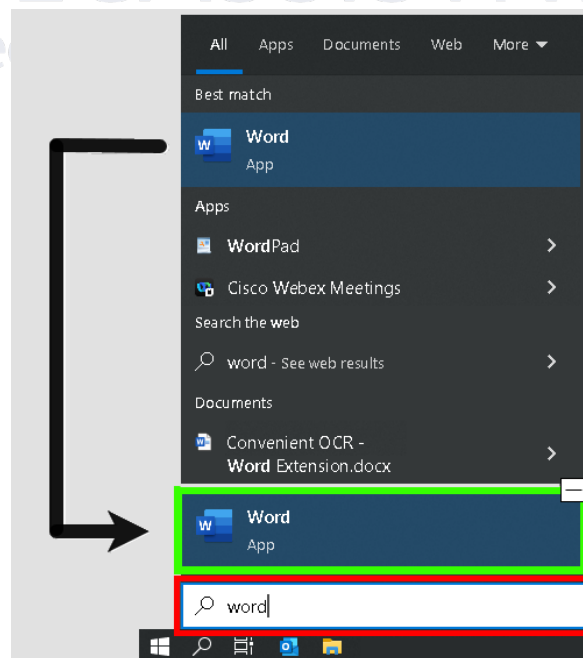 All Apps Documents Web More
Best match
Word
App
Apps
WordPad
Cisco Webex Meetings
Search the web
word - See web results
Documents
Convenient OCR -
Word Extension.docx
Word
App
word